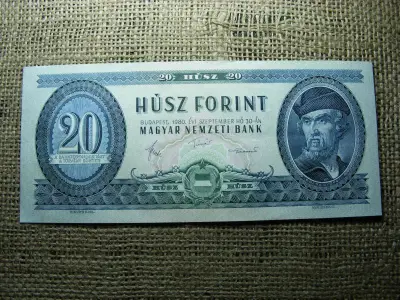 20 HÚSZ 20
HÚSZ FORINT
BUDAPEST, 1980. ÉVI SZEPTEMBER HÓ 30-ÁN
MAGYAR NEMZETI BANK
20
HÚSZ HÚSZ